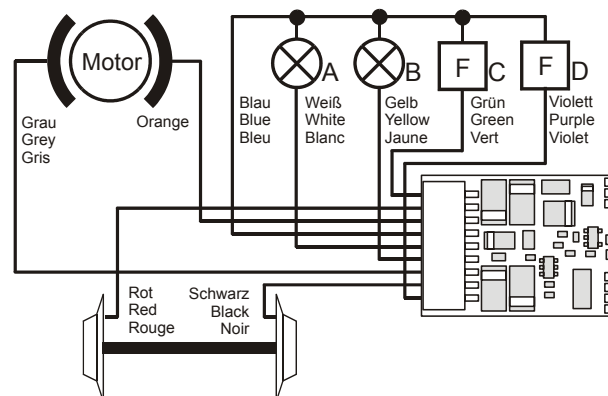 Motor
A
B
F
C
F
D
Grau
Grey
Gris
Orange
Blau
Blue
Bleu
Weiß
White
Blanc
Gelb
Yellow
Jaune
Grün
Green
Vert
Violett
Purple
Violet
Rot
Red
Rouge
Schwarz
Black
Noir